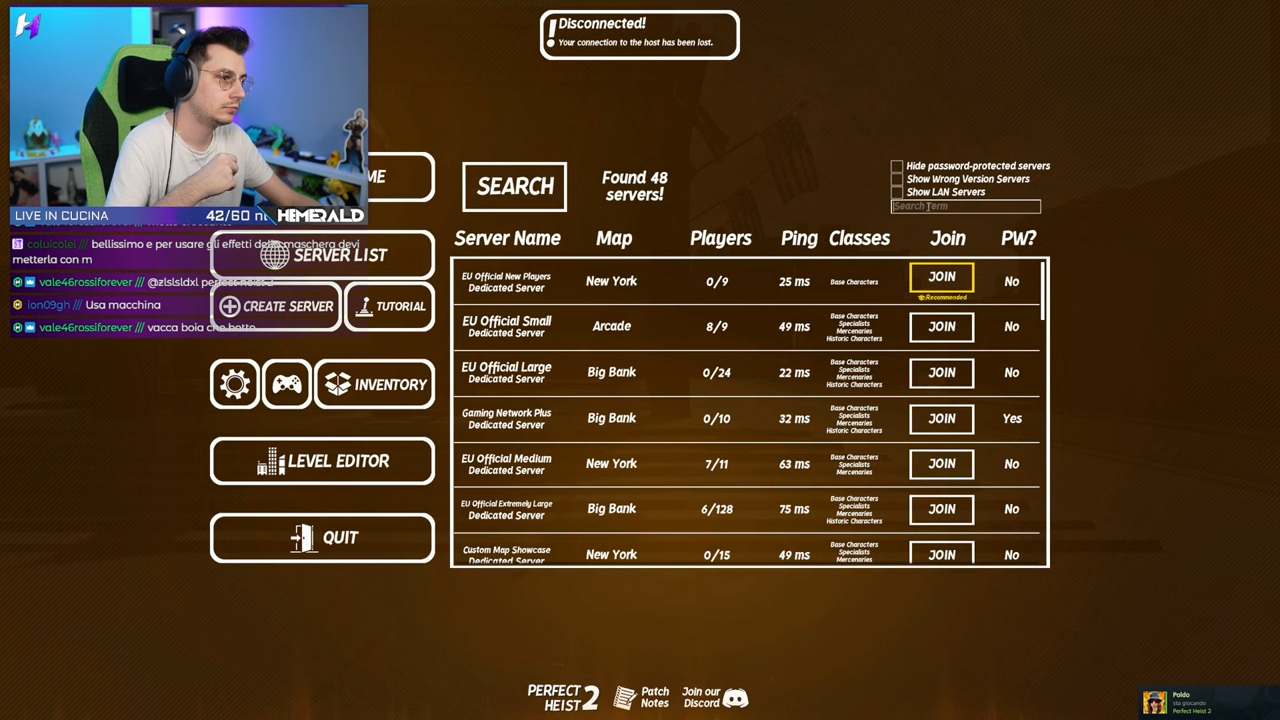 Disconnected!
Your connection to the host has been lost.
LIVE IN CUCINA
42/60
HEMERALD
coluicolei /// bellissimo e per usare gli effetti della maschera devi
metterla con m
vale46rossiforever /// @zlslsldxl perfect heist 2
ion09gh /// Usa macchina
vale46rossiforever /// vacca boia che botto
ME
SERVER LIST
CREATE SERVER
TUTORIAL
INVENTORY
LEVEL EDITOR
QUIT
SEARCH
Found 48
servers!
Hide password-protected servers
Show Wrong Version Servers
Show LAN Servers
Search Term
Server Name Map Players Ping Classes Join PW?
EU Official New Players
Dedicated Server
New York
0/9
25 ms
Base Characters
JOIN
Recommended
No
EU Official Small
Dedicated Server
Arcade
8/9
49 ms
Base Characters
Specialists
Mercenaries
Historic Characters
JOIN
No
EU Official Large
Dedicated Server
Big Bank
0/24
22 ms
Base Characters
Specialists
Mercenaries
Historic Characters
JOIN
No
Gaming Network Plus
Dedicated Server
Big Bank
0/10
32 ms
Base Characters
Specialists
Mercenaries
Historic Characters
JOIN
Yes
EU Official Medium
Dedicated Server
New York
7/11
63 ms
Base Characters
Specialists
Mercenaries
JOIN
No
EU Official Extremely Large
Dedicated Server
Big Bank
6/128
75 ms
Base Characters
Specialists
Mercenaries
Historic Characters
JOIN
No
Custom Map Showcase
Dedicated Server
New York
0/15
49 ms
Base Characters
Specialists
Mercenaries
JOIN
No
PERFECT
HEIST 2
Patch
Notes
Join our
Discord
Poldo
sta giocando
Perfect Heist 2